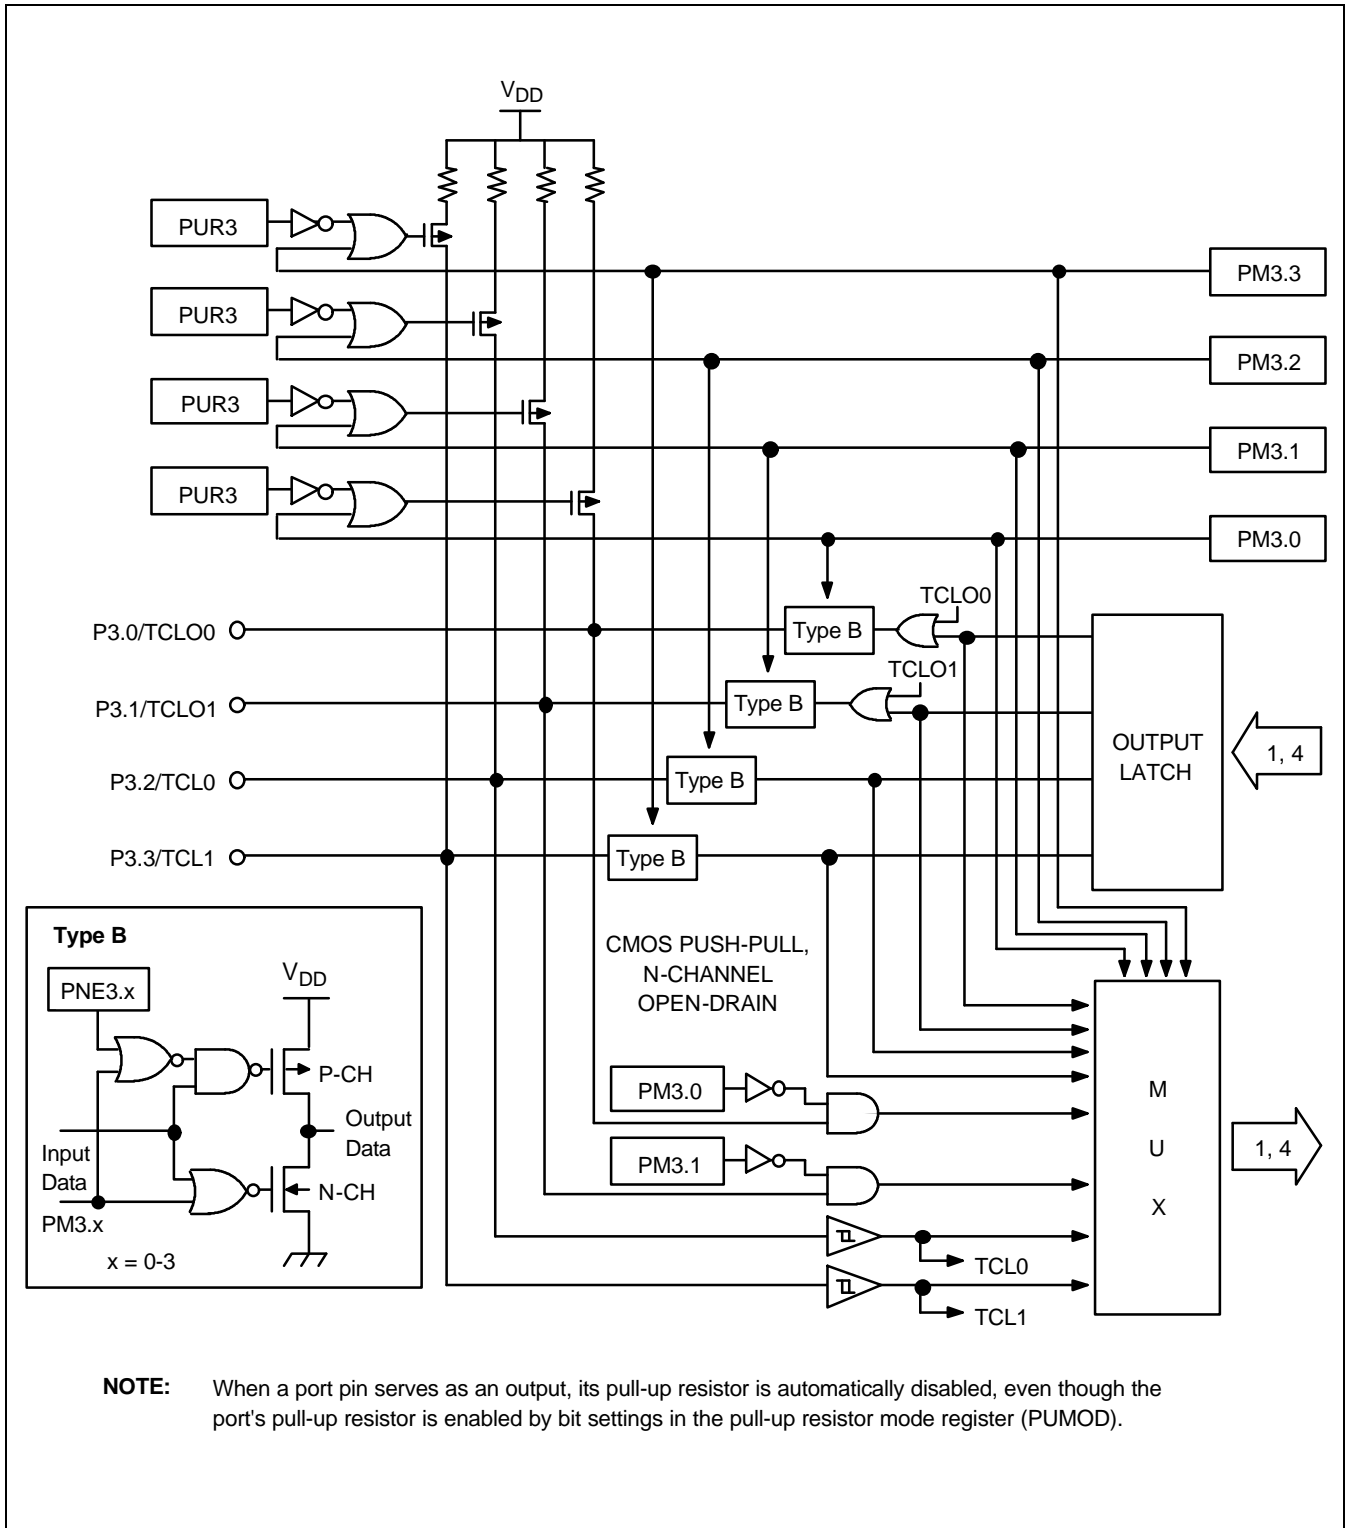 VDD
PUR3
PM3.3
PUR3
PM3.2
PUR3
PM3.1
PUR3
PM3.0
TCLO0
P3.0/TCLO0
Type B
TCLO1
P3.1/TCLO1
Type B
OUTPUT
LATCH
1, 4
P3.2/TCL0
Type B
P3.3/TCL1
Type B
Type B
CMOS PUSH-PULL,
N-CHANNEL
OPEN-DRAIN
VDD
PNE3.x
P-CH
Output
Data
Input
Data
N-CH
PM3.x
x = 0-3
PM3.0
PM3.1
M
U
X
1, 4
TCL0
TCL1
NOTE: When a port pin serves as an output, its pull-up resistor is automatically disabled, even though the
port's pull-up resistor is enabled by bit settings in the pull-up resistor mode register (PUMOD).